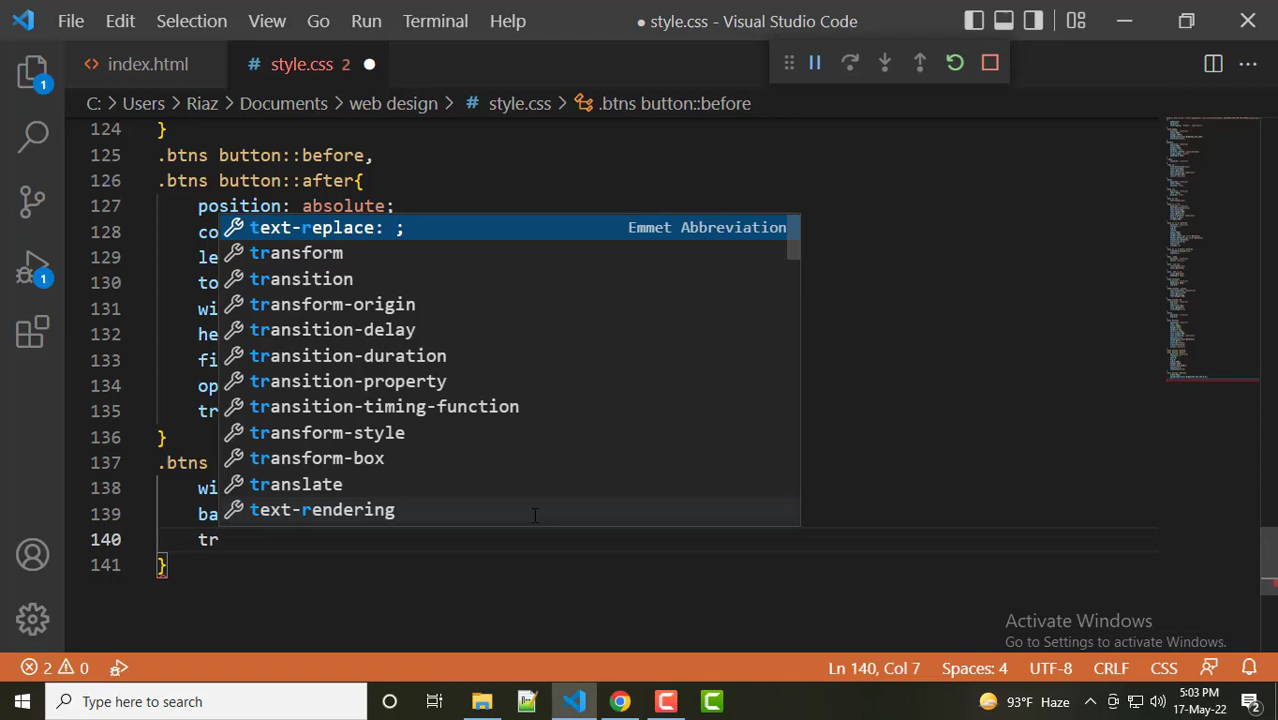 File Edit Selection View Go Run Terminal Help
● style.css - Visual Studio Code
index.html
# style.css 2
C: > Users > Riaz > Documents > web design > # style.css > .btns button::before
124 }
125 .btns button::before,
126 .btns button::after{
127 position: absolute;
128 co
129 le
130 to
131 wi
132 he
133 fi
134 op
135 tr
136 }
137 .btns
138 wi
139 ba
140 tr
141 }
text-replace: ; Emmet Abbreviation
transform
transition
transform-origin
transition-delay
transition-duration
transition-property
transition-timing-function
transform-style
transform-box
translate
text-rendering
1
1
Activate Windows
Go to Settings to activate Windows.
2 0
Ln 140, Col 7 Spaces: 4 UTF-8 CRLF CSS
Type here to search
93°F Haze
5:03 PM
17-May-22
2